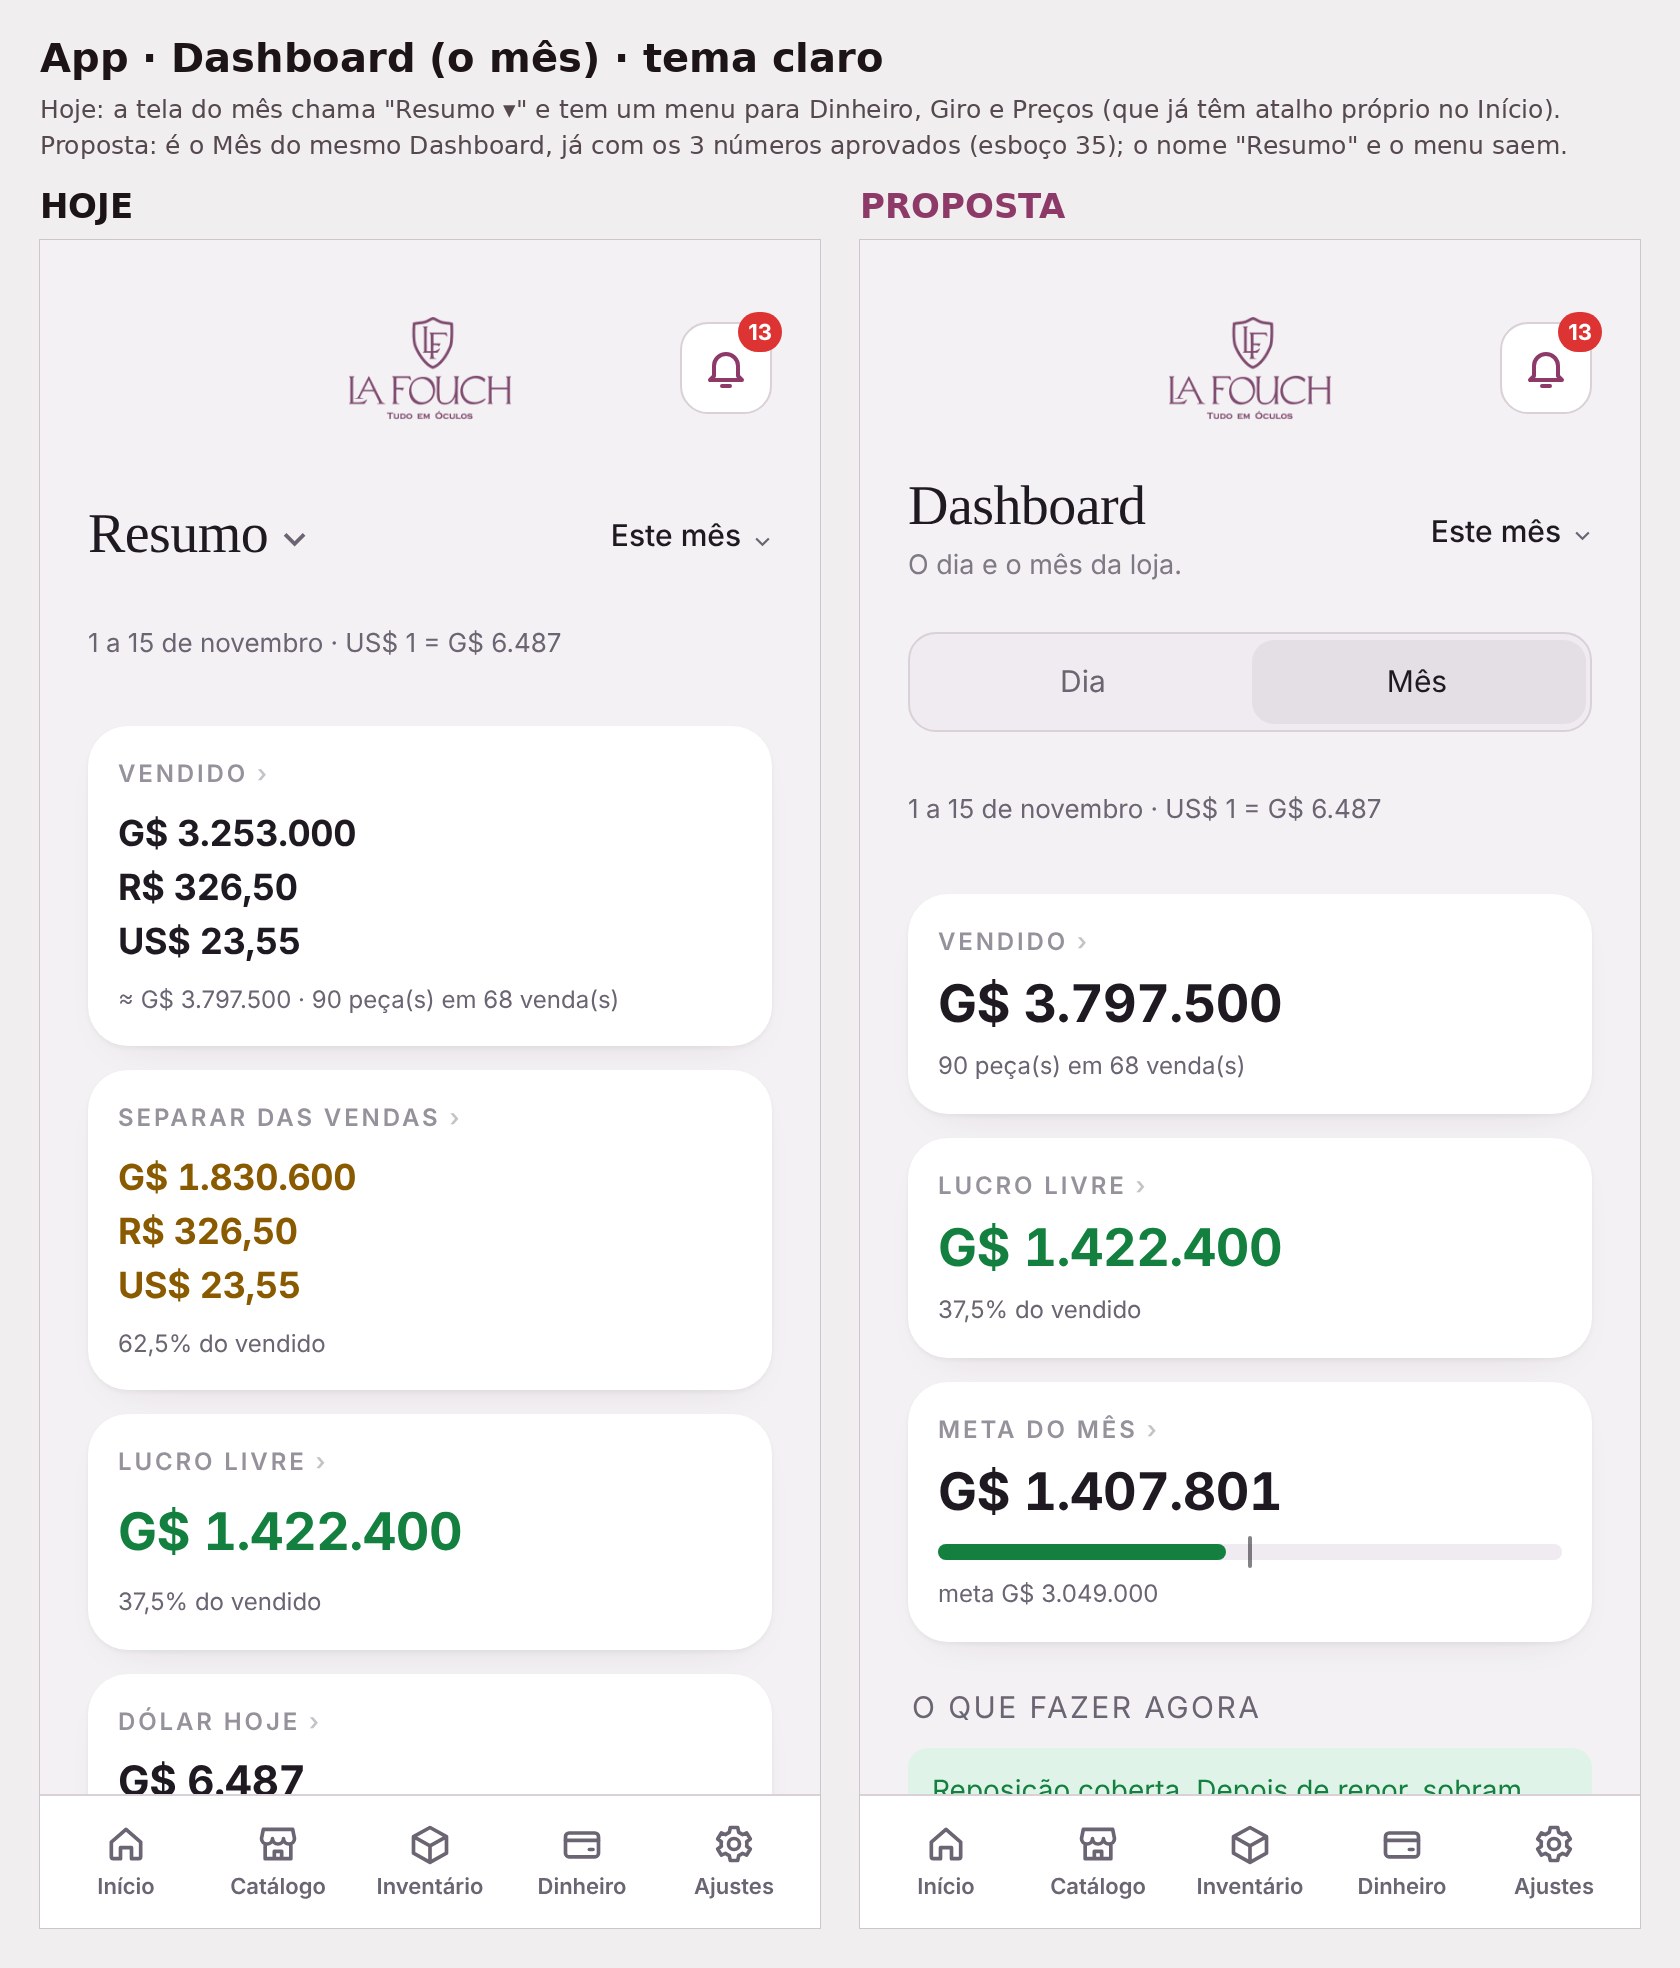 App · Dashboard (o mês) · tema claro
Hoje: a tela do mês chama "Resumo ▾" e tem um menu para Dinheiro, Giro e Preços (que já têm atalho próprio no Início).
Proposta: é o Mês do mesmo Dashboard, já com os 3 números aprovados (esboço 35); o nome "Resumo" e o menu saem.
HOJE
LF
LA FOUCH
TUDO EM ÓCULOS
13
Resumo
Este mês
1 a 15 de novembro · US$ 1 = G$ 6.487
VENDIDO ›
G$ 3.253.000
R$ 326,50
US$ 23,55
≈ G$ 3.797.500 · 90 peça(s) em 68 venda(s)
SEPARAR DAS VENDAS ›
G$ 1.830.600
R$ 326,50
US$ 23,55
62,5% do vendido
LUCRO LIVRE ›
G$ 1.422.400
37,5% do vendido
DÓLAR HOJE ›
G$ 6.487
Início
Catálogo
Inventário
Dinheiro
Ajustes
PROPOSTA
LF
LA FOUCH
TUDO EM ÓCULOS
13
Dashboard
Este mês
O dia e o mês da loja.
Dia
Mês
1 a 15 de novembro · US$ 1 = G$ 6.487
VENDIDO ›
G$ 3.797.500
90 peça(s) em 68 venda(s)
LUCRO LIVRE ›
G$ 1.422.400
37,5% do vendido
META DO MÊS ›
G$ 1.407.801
meta G$ 3.049.000
O QUE FAZER AGORA
Reposição coberta. Depois de repor, sobram
Início
Catálogo
Inventário
Dinheiro
Ajustes